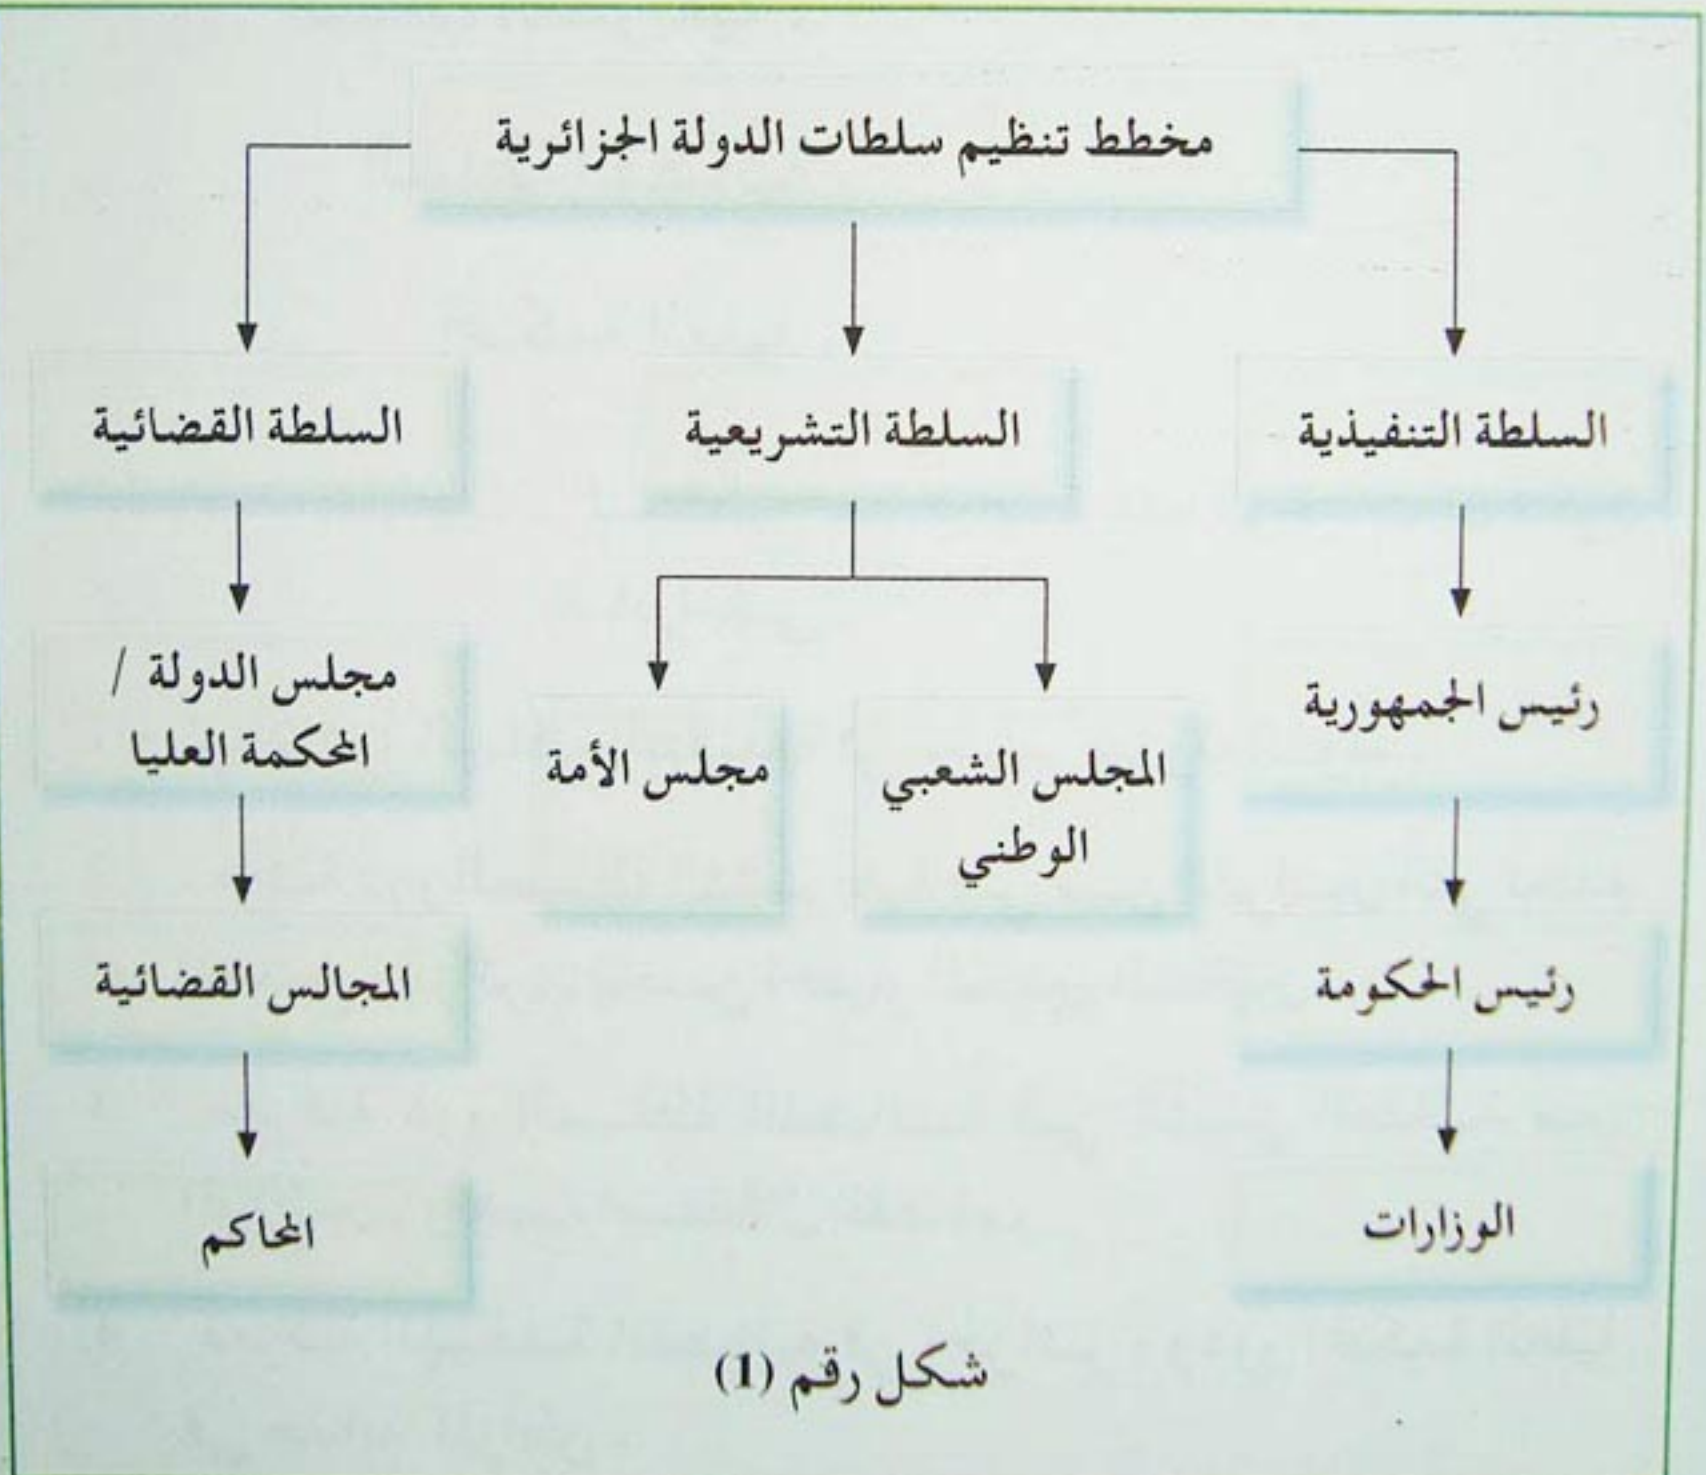 مخطط تنظيم سلطات الدولة الجزائرية
السلطة التنفيذية
السلطة التشريعية
السلطة القضائية
رئيس الجمهورية
رئيس الحكومة
الوزارات
المجلس الشعبي
الوطني
مجلس الأمة
مجلس الدولة /
المحكمة العليا
المجالس القضائية
المحاكم
شكل رقم (1)